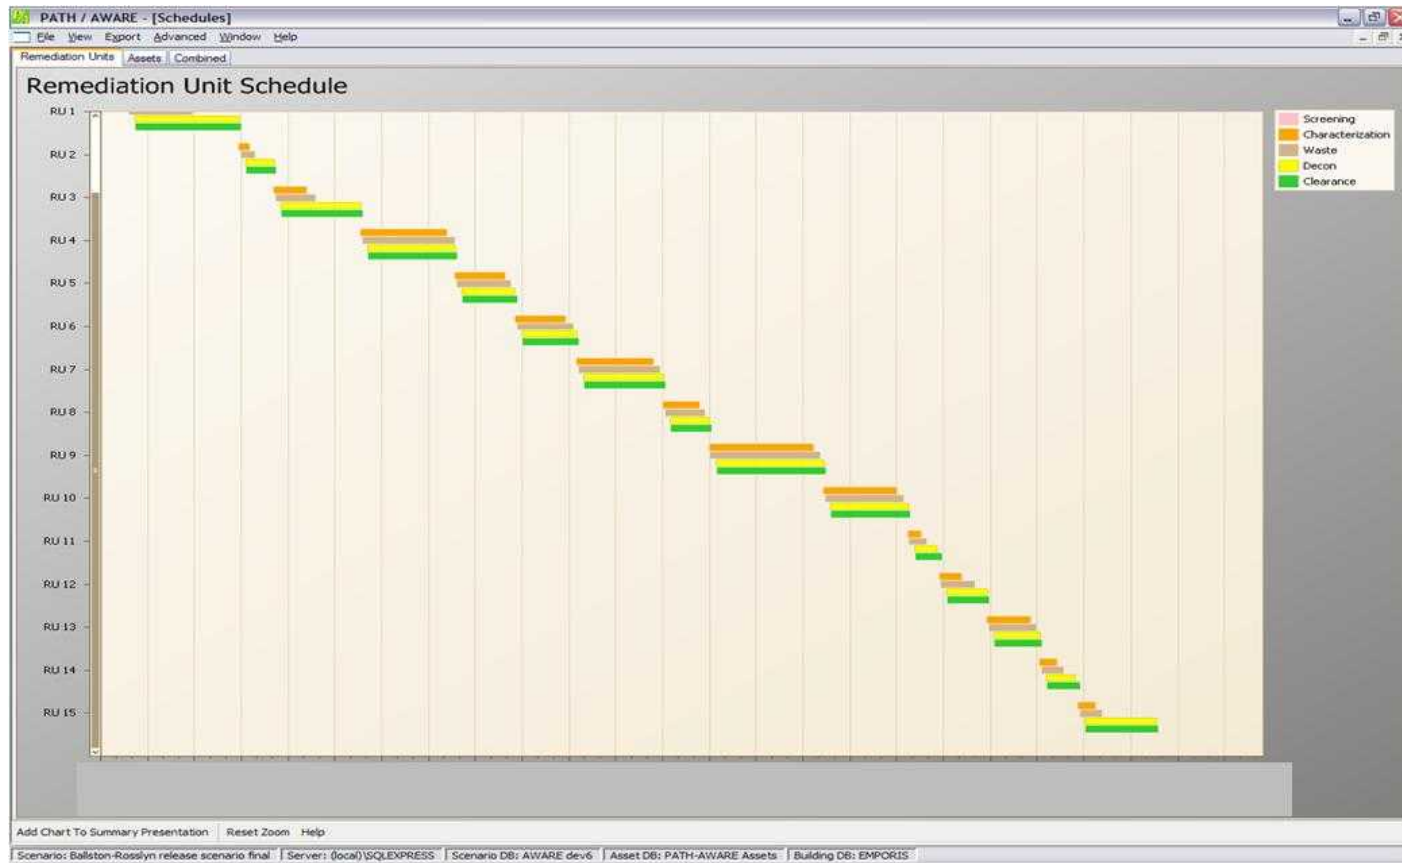 PATH / AWARE - [Schedules]
File View Export Advanced Window Help
Remediation Units Assets Combined
Remediation Unit Schedule
RU 1
RU 2
RU 3
RU 4
RU 5
RU 6
RU 7
RU 8
RU 9
RU 10
RU 11
RU 12
RU 13
RU 14
RU 15
Screening
Characterization
Waste
Decon
Clearance
Add Chart To Summary Presentation Reset Zoom Help
Scenario: Ballston-Rosslyn release scenario final Server: (local)\SQLEXPRESS Scenario DB: AWARE dev6 Asset DB: PATH-AWARE Assets Building DB: EMPORIS